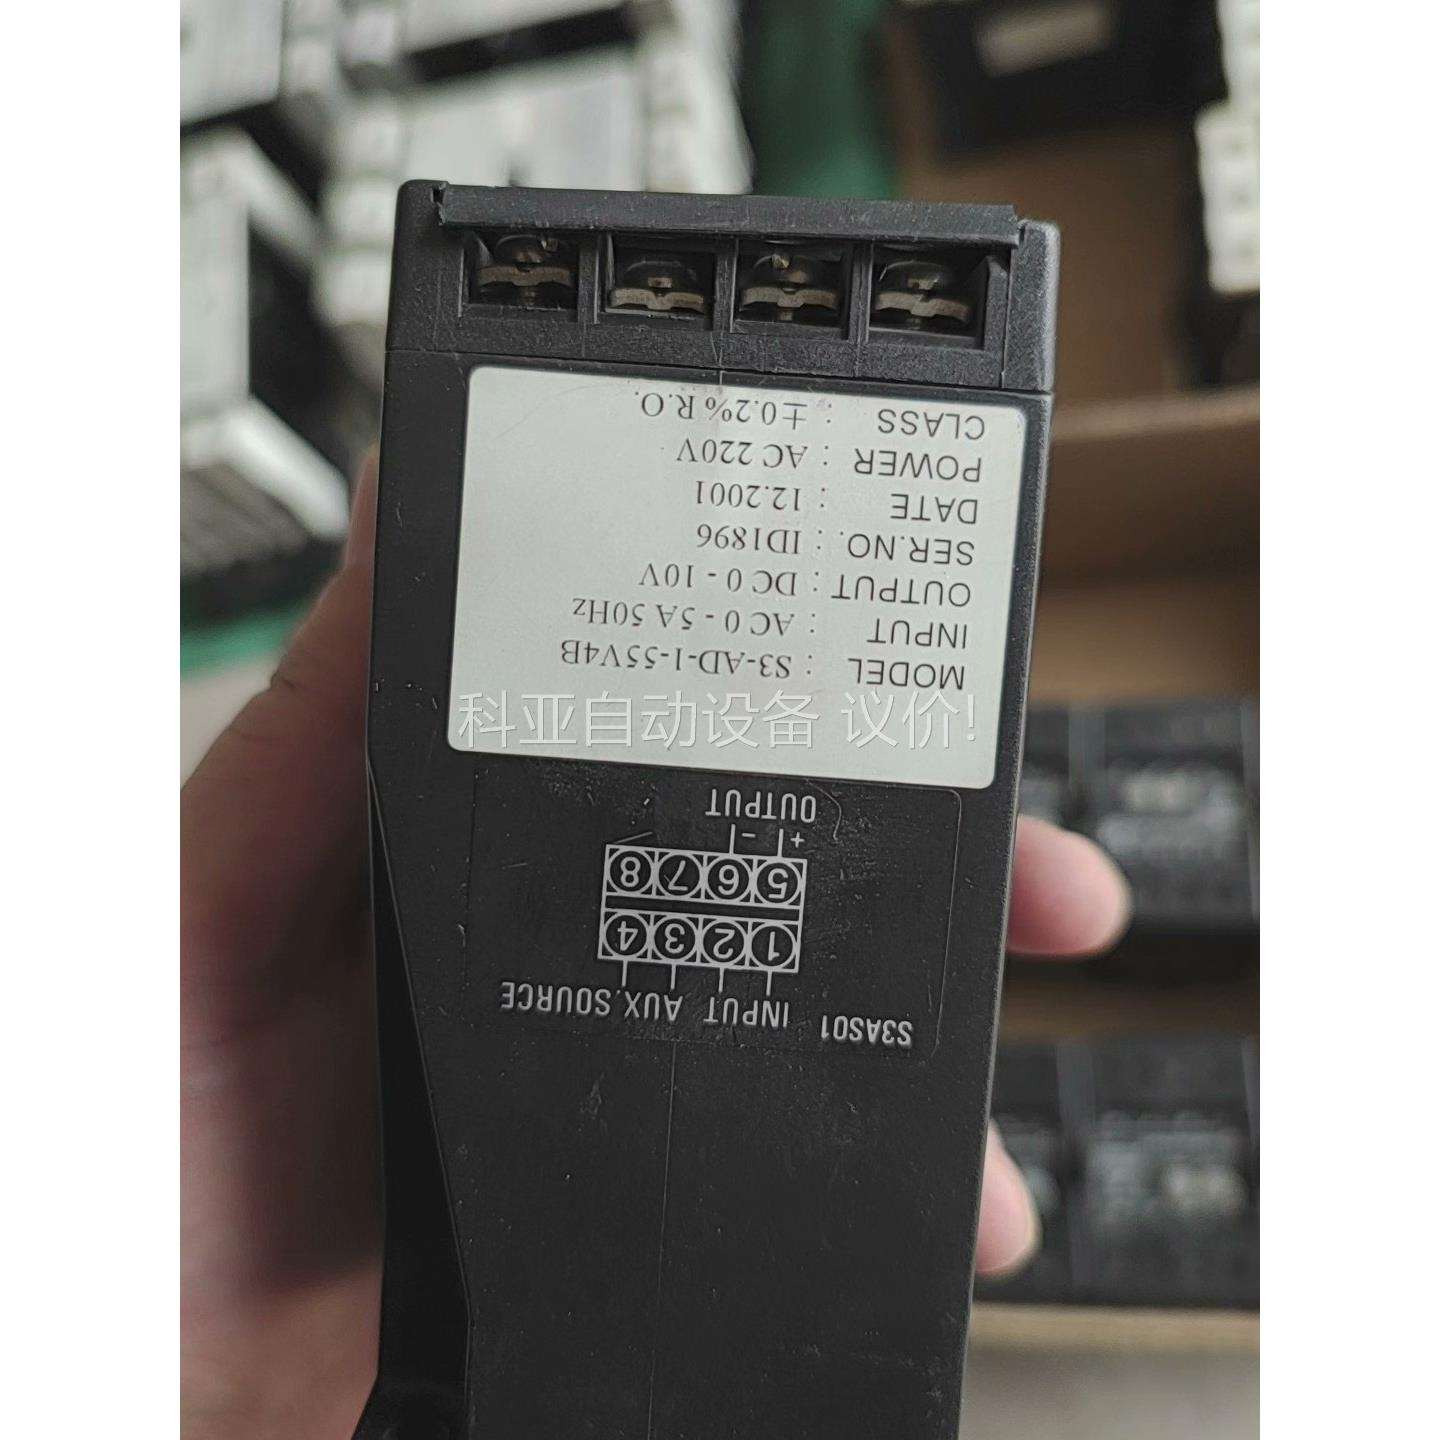 S3AS01 INPUT AUX.SOURCE
1 2 3 4
5 6 7 8
+ -
OUTPUT
MODEL : S3-AD-1-55V4B
INPUT : AC 0 - 5A 50Hz
OUTPUT : DC 0 - 10V
SER.NO. : ID1896
DATE : 12.2001
POWER : AC 220V
CLASS : ±0.2% R.O.
科亚自动设备 议价!